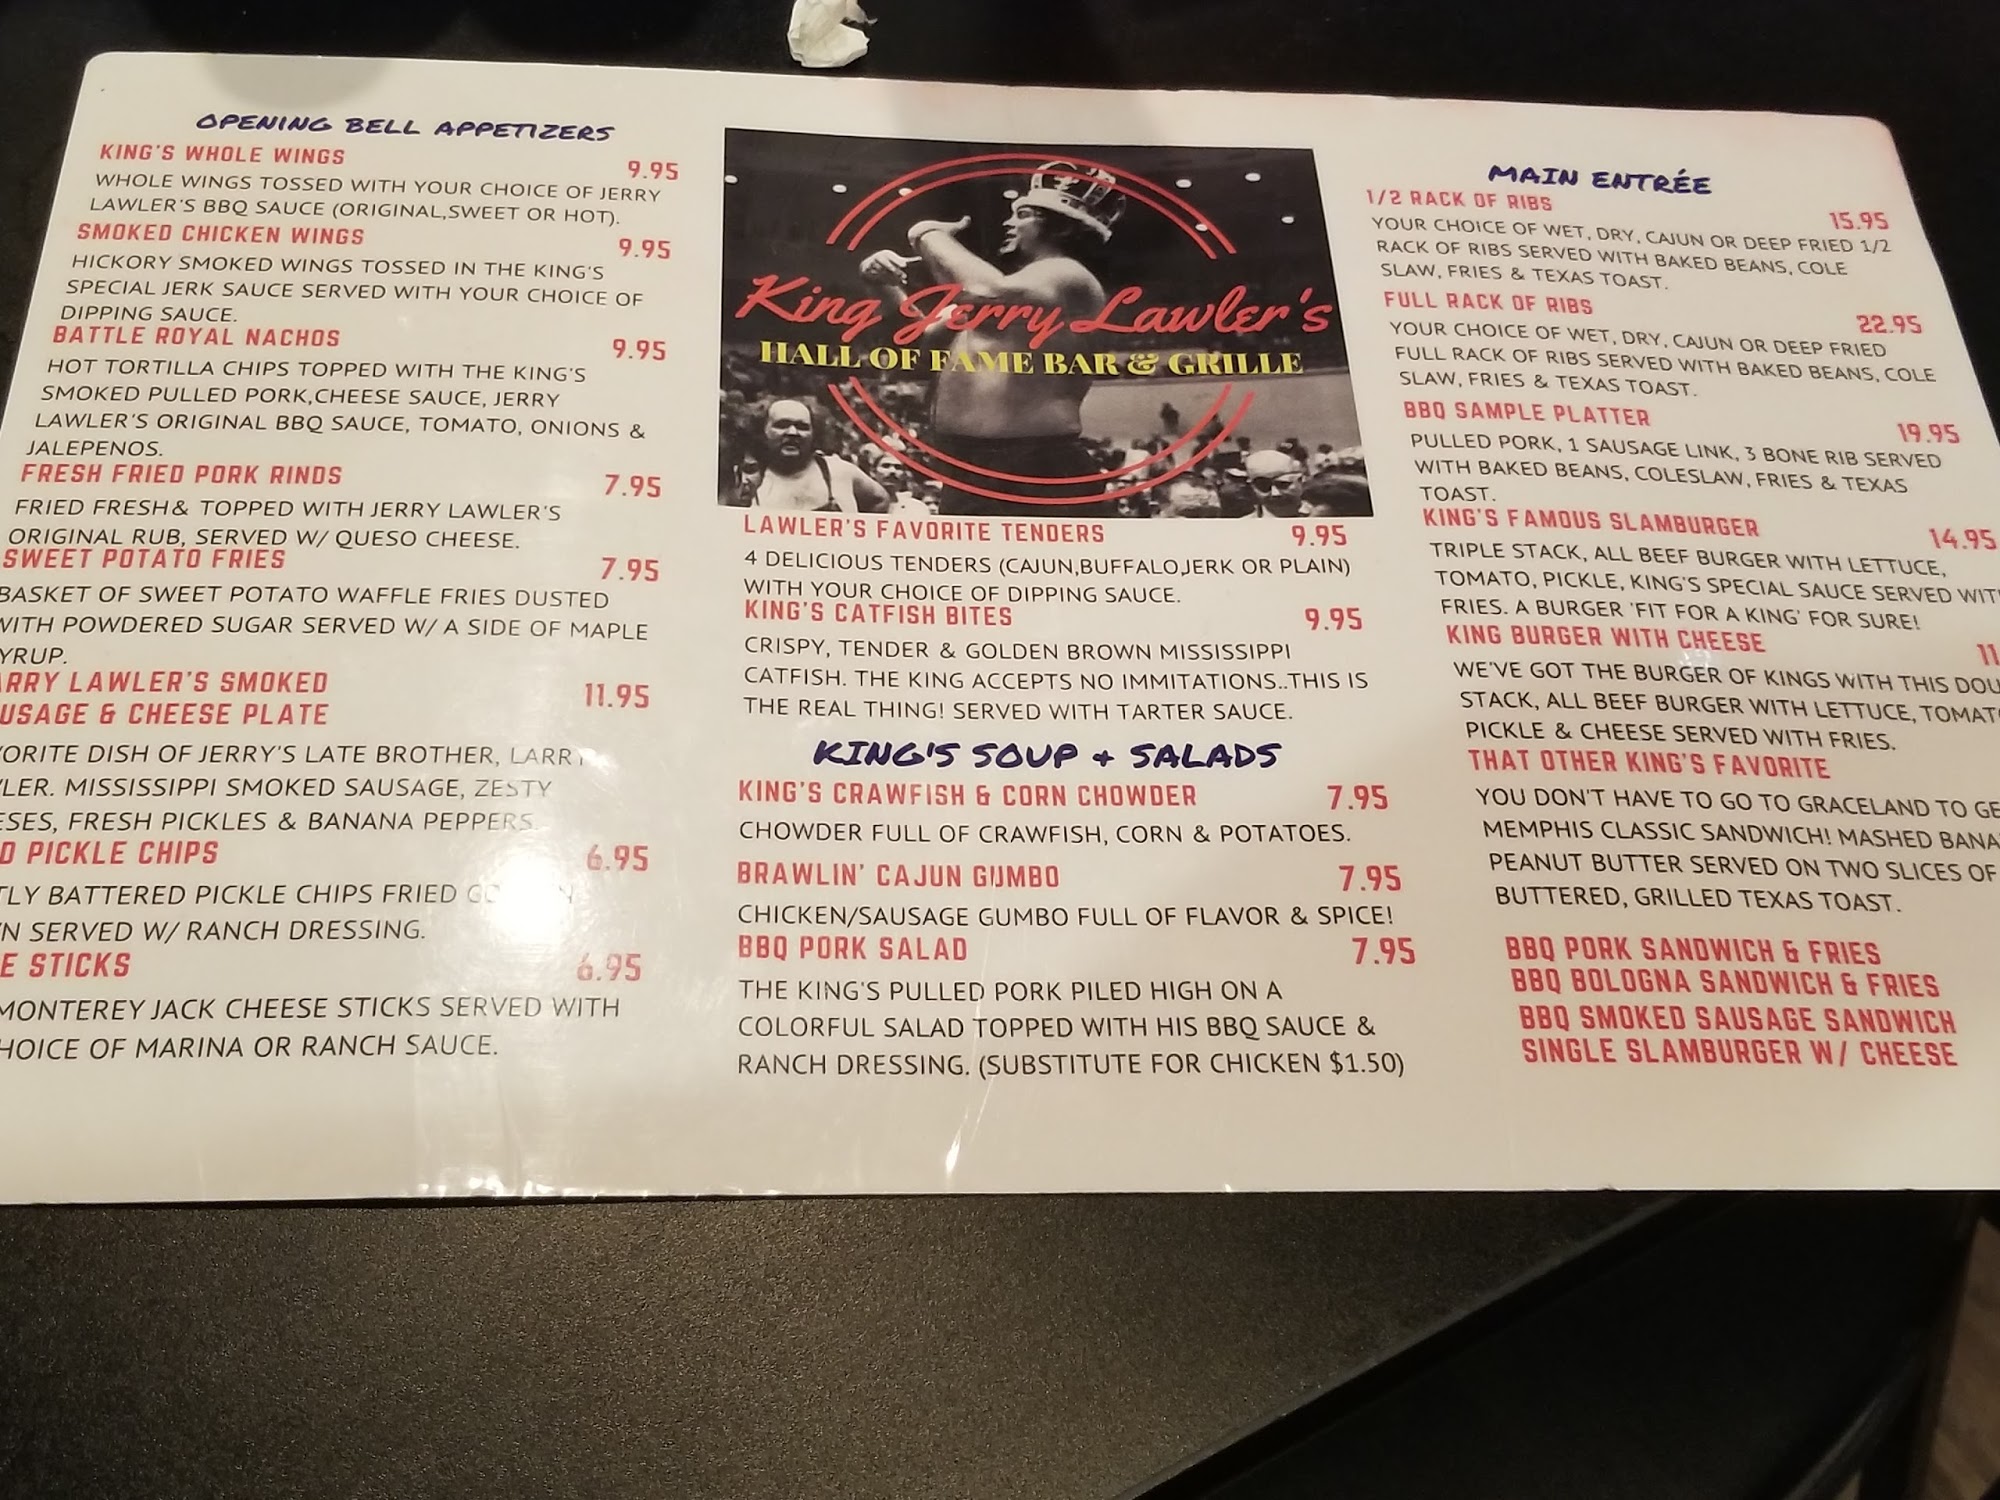 OPENING BELL APPETIZERS
KING'S WHOLE WINGS 9.95
WHOLE WINGS TOSSED WITH YOUR CHOICE OF JERRY
LAWLER'S BBQ SAUCE (ORIGINAL,SWEET OR HOT).
SMOKED CHICKEN WINGS 9.95
HICKORY SMOKED WINGS TOSSED IN THE KING'S
SPECIAL JERK SAUCE SERVED WITH YOUR CHOICE OF
DIPPING SAUCE.
BATTLE ROYAL NACHOS 9.95
HOT TORTILLA CHIPS TOPPED WITH THE KING'S
SMOKED PULLED PORK,CHEESE SAUCE, JERRY
LAWLER'S ORIGINAL BBQ SAUCE, TOMATO, ONIONS &
JALEPENOS.
FRESH FRIED PORK RINDS 7.95
FRIED FRESH& TOPPED WITH JERRY LAWLER'S
ORIGINAL RUB, SERVED W/ QUESO CHEESE.
SWEET POTATO FRIES 7.95
BASKET OF SWEET POTATO WAFFLE FRIES DUSTED
WITH POWDERED SUGAR SERVED W/ A SIDE OF MAPLE
YRUP.
ARRY LAWLER'S SMOKED 11.95
USAGE & CHEESE PLATE
ORITE DISH OF JERRY'S LATE BROTHER, LARRY
LER. MISSISSIPPI SMOKED SAUSAGE, ZESTY
ESES, FRESH PICKLES & BANANA PEPPERS.
D PICKLE CHIPS 6.95
TLY BATTERED PICKLE CHIPS FRIED
N SERVED W/ RANCH DRESSING.
E STICKS 6.95
MONTEREY JACK CHEESE STICKS SERVED WITH
HOICE OF MARINA OR RANCH SAUCE.
King Jerry Lawler's
HALL OF FAME BAR & GRILLE
LAWLER'S FAVORITE TENDERS 9.95
4 DELICIOUS TENDERS (CAJUN,BUFFALO,JERK OR PLAIN)
WITH YOUR CHOICE OF DIPPING SAUCE.
KING'S CATFISH BITES 9.95
CRISPY, TENDER & GOLDEN BROWN MISSISSIPPI
CATFISH. THE KING ACCEPTS NO IMMITATIONS..THIS IS
THE REAL THING! SERVED WITH TARTER SAUCE.
KING'S SOUP + SALADS
KING'S CRAWFISH & CORN CHOWDER 7.95
CHOWDER FULL OF CRAWFISH, CORN & POTATOES.
BRAWLIN' CAJUN GUMBO 7.95
CHICKEN/SAUSAGE GUMBO FULL OF FLAVOR & SPICE!
BBQ PORK SALAD 7.95
THE KING'S PULLED PORK PILED HIGH ON A
COLORFUL SALAD TOPPED WITH HIS BBQ SAUCE &
RANCH DRESSING. (SUBSTITUTE FOR CHICKEN $1.50)
MAIN ENTRÉE
1/2 RACK OF RIBS 15.95
YOUR CHOICE OF WET, DRY, CAJUN OR DEEP FRIED 1/2
RACK OF RIBS SERVED WITH BAKED BEANS, COLE
SLAW, FRIES & TEXAS TOAST.
FULL RACK OF RIBS 22.95
YOUR CHOICE OF WET, DRY, CAJUN OR DEEP FRIED
FULL RACK OF RIBS SERVED WITH BAKED BEANS, COLE
SLAW, FRIES & TEXAS TOAST.
BBQ SAMPLE PLATTER 19.95
PULLED PORK, 1 SAUSAGE LINK, 3 BONE RIB SERVED
WITH BAKED BEANS, COLESLAW, FRIES & TEXAS
TOAST.
KING'S FAMOUS SLAMBURGER 14.95
TRIPLE STACK, ALL BEEF BURGER WITH LETTUCE,
TOMATO, PICKLE, KING'S SPECIAL SAUCE SERVED WIT
FRIES. A BURGER 'FIT FOR A KING' FOR SURE!
KING BURGER WITH CHEESE 11
WE'VE GOT THE BURGER OF KINGS WITH THIS DOU
STACK, ALL BEEF BURGER WITH LETTUCE, TOMAT
PICKLE & CHEESE SERVED WITH FRIES.
THAT OTHER KING'S FAVORITE
YOU DON'T HAVE TO GO TO GRACELAND TO GE
MEMPHIS CLASSIC SANDWICH! MASHED BANA
PEANUT BUTTER SERVED ON TWO SLICES OF
BUTTERED, GRILLED TEXAS TOAST.
BBQ PORK SANDWICH & FRIES
BBQ BOLOGNA SANDWICH & FRIES
BBQ SMOKED SAUSAGE SANDWICH
SINGLE SLAMBURGER W/ CHEESE